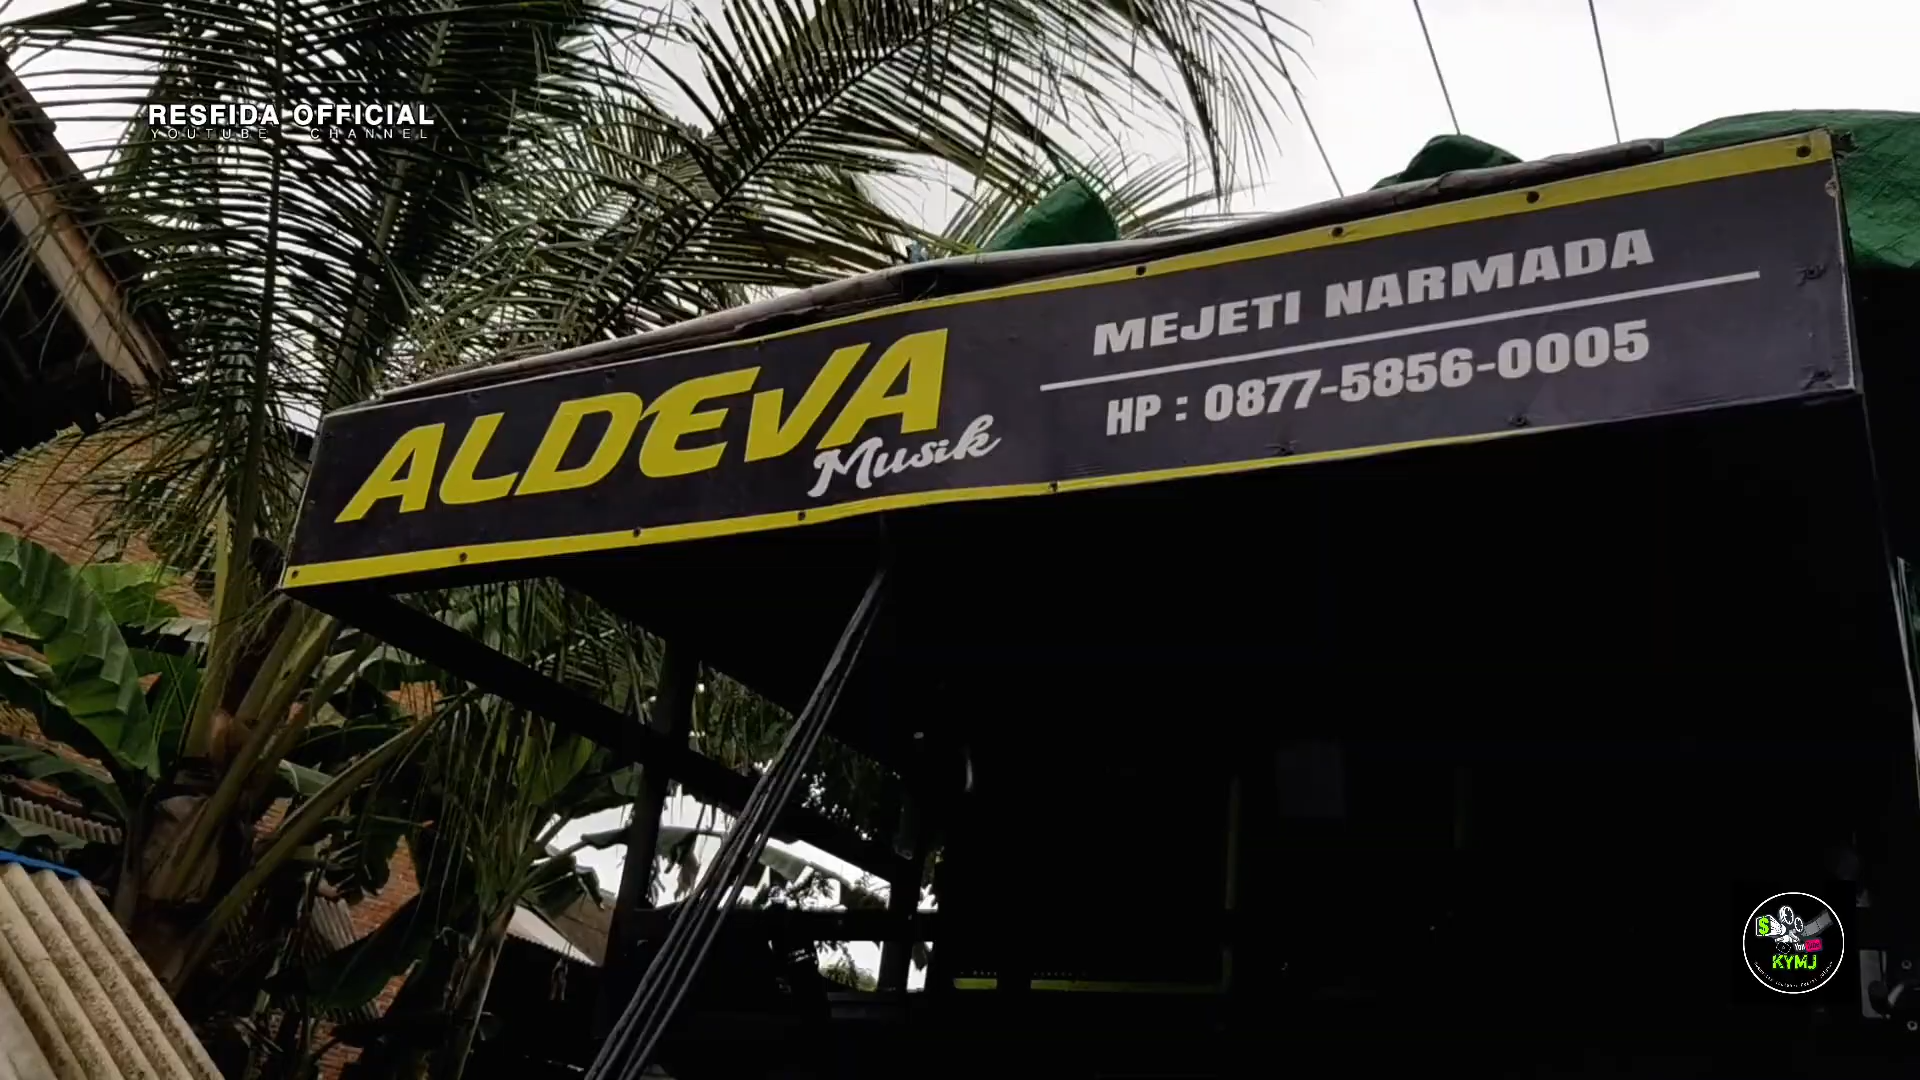 RESFIDA OFFICIAL
YOUTUBE CHANNEL
ALDEVA
Musik
MEJETI NARMADA
HP : 0877-5856-0005
$
KYMJ